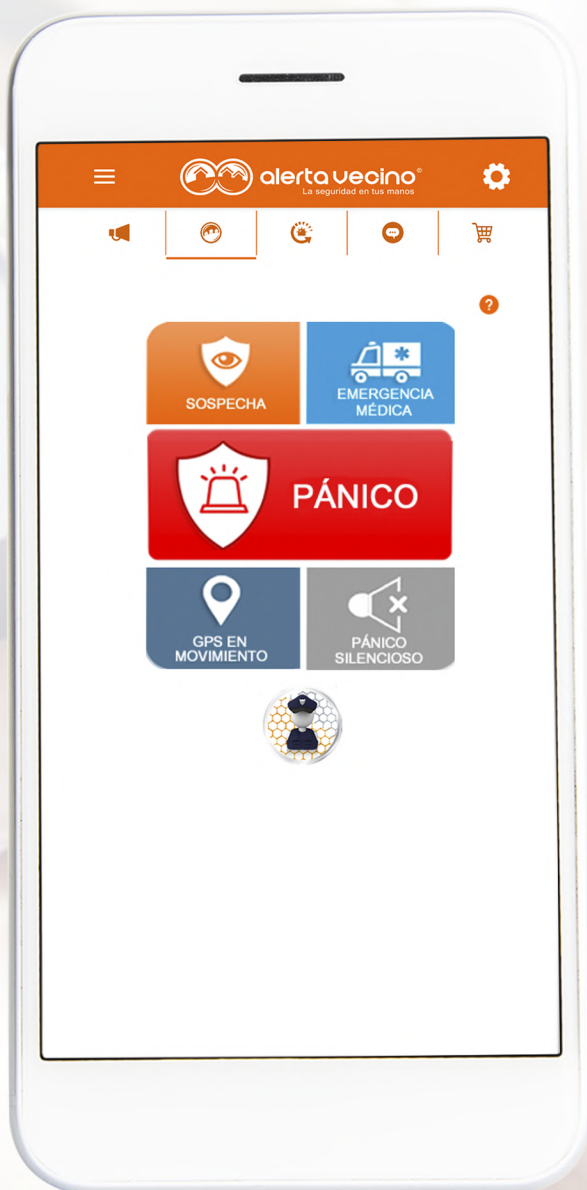 alerta vecino®
La seguridad en tus manos
?
SOSPECHA
EMERGENCIA
MÉDICA
PÁNICO
GPS EN
MOVIMIENTO
PÁNICO
SILENCIOSO